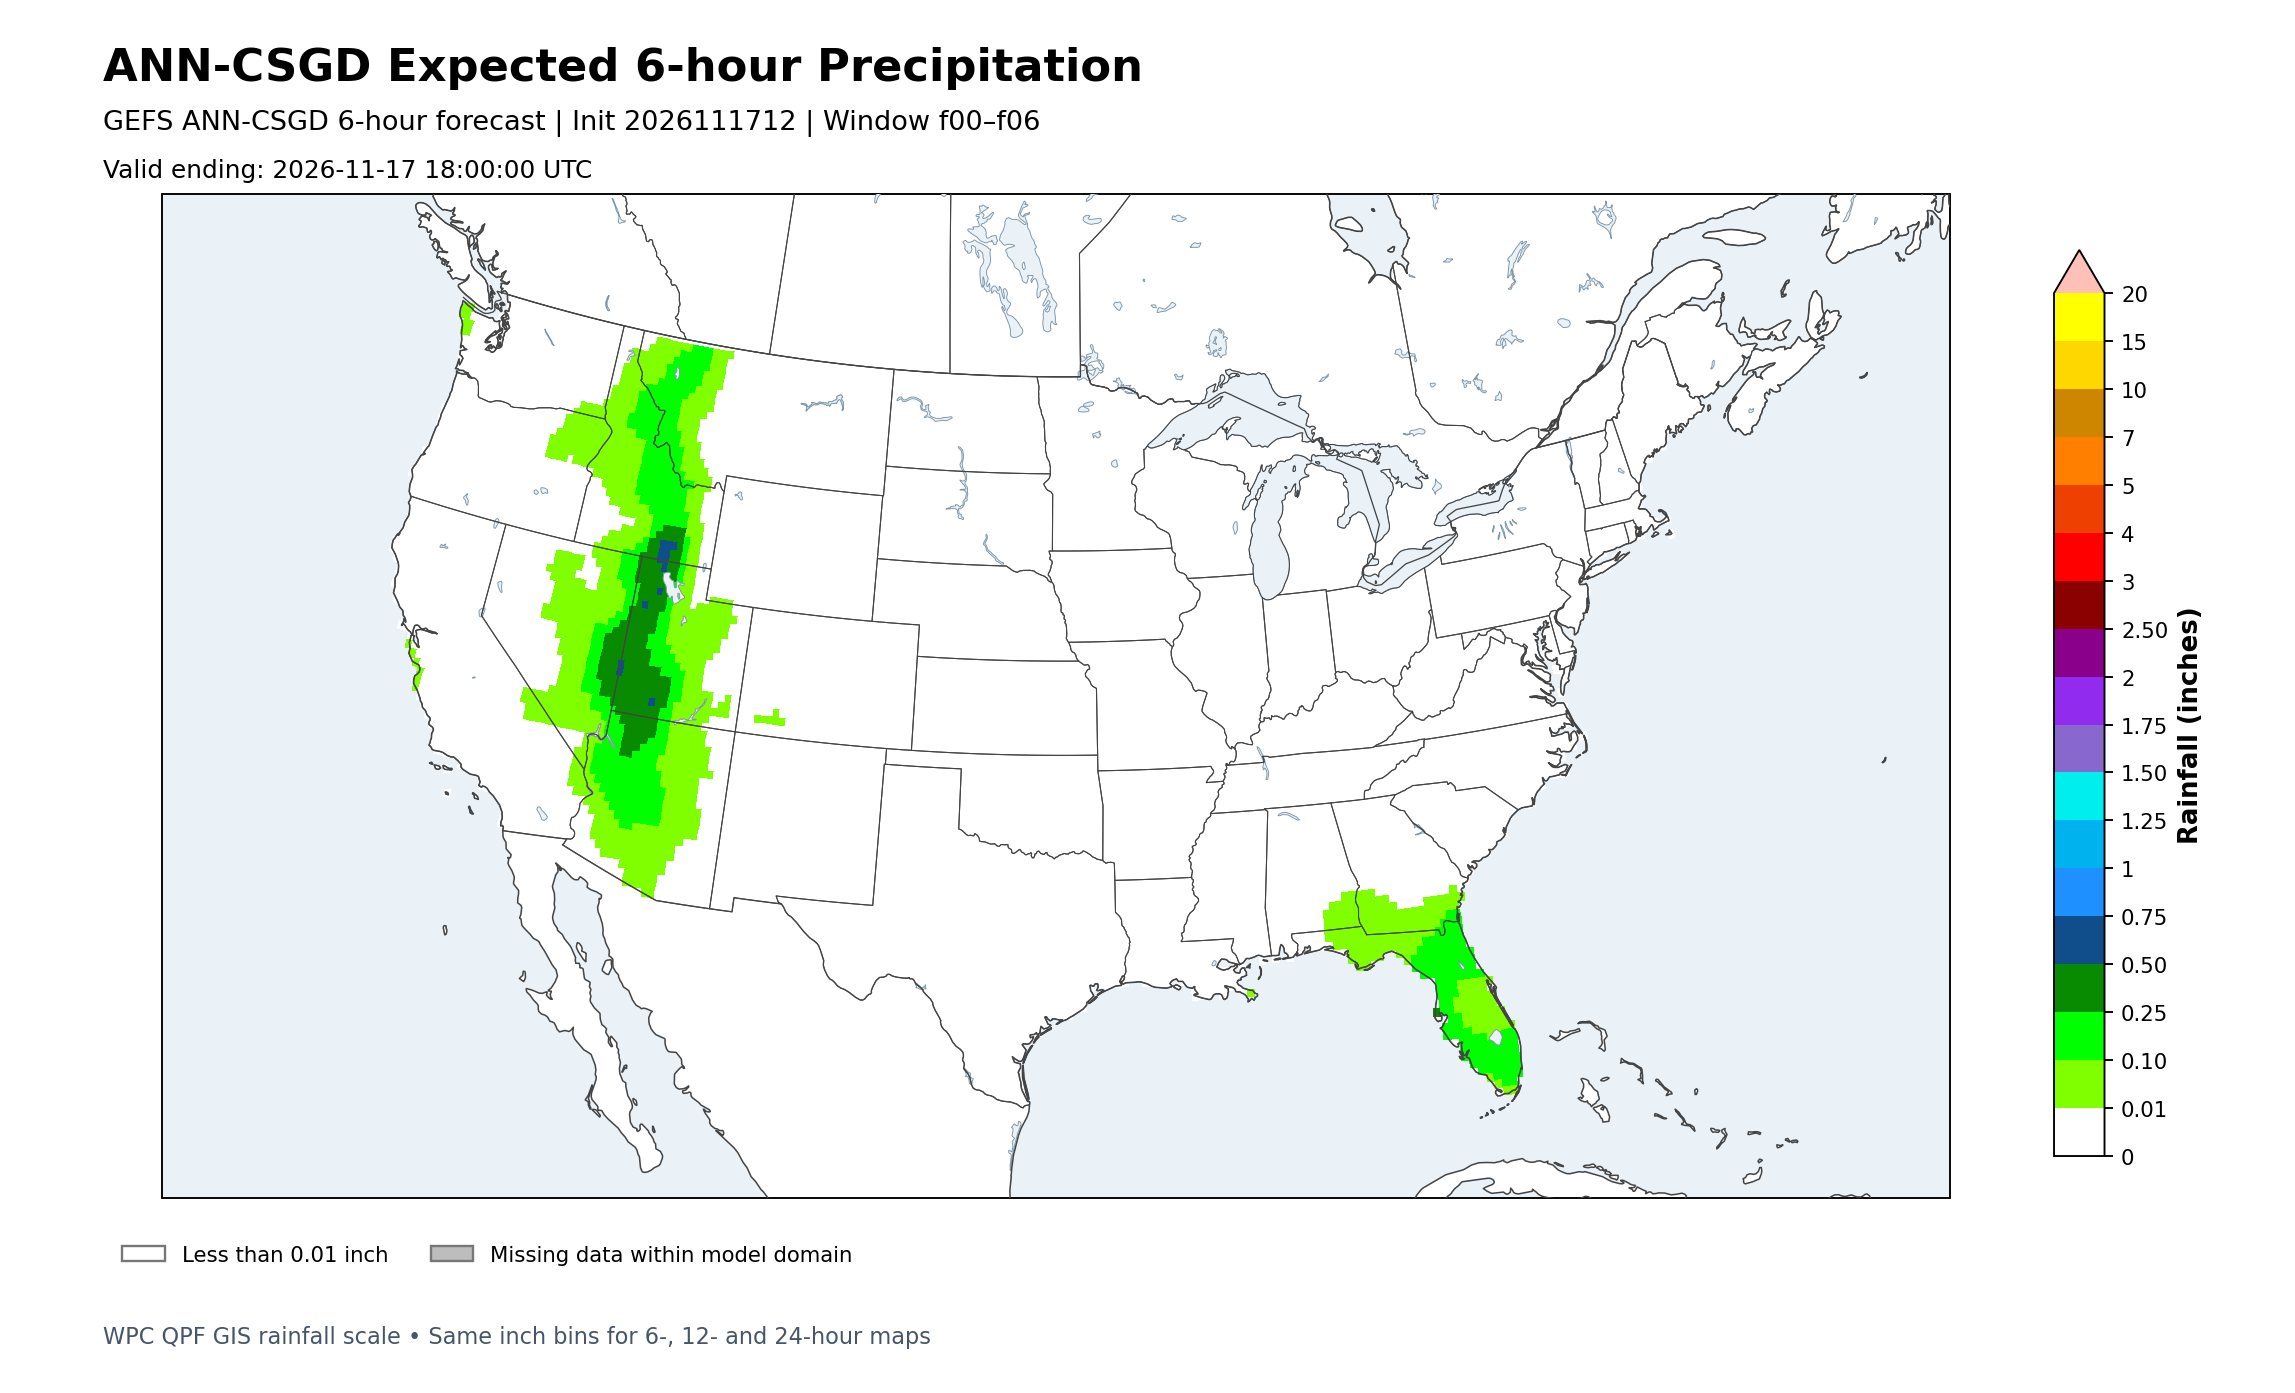 ANN-CSGD Expected 6-hour Precipitation
GEFS ANN-CSGD 6-hour forecast | Init 2026111712 | Window f00–f06
Valid ending: 2026-11-17 18:00:00 UTC
20
15
10
7
5
4
3
2.50
2
1.75
1.50
1.25
1
0.75
0.50
0.25
0.10
0.01
0
Rainfall (inches)
Less than 0.01 inch
Missing data within model domain
WPC QPF GIS rainfall scale • Same inch bins for 6-, 12- and 24-hour maps